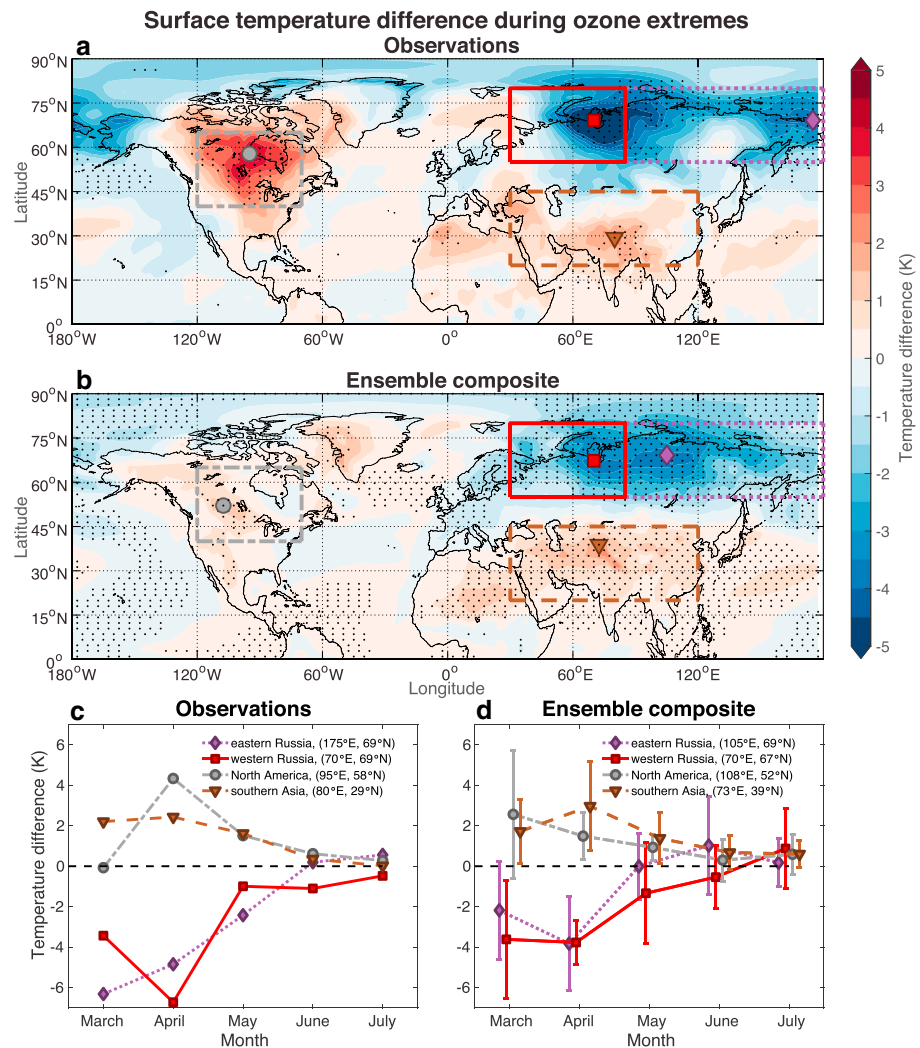 Surface temperature difference during ozone extremes
a
Observations
90°N
75°N
60°N
45°N
30°N
15°N
0°
Latitude
180°W
120°W
60°W
0°
60°E
120°E
b
Ensemble composite
90°N
75°N
60°N
45°N
30°N
15°N
0°
Latitude
180°W
120°W
60°W
0°
60°E
120°E
Longitude
5
4
3
2
1
0
-1
-2
-3
-4
-5
Temperature difference (K)
c
Observations
eastern Russia, (175°E, 69°N)
western Russia, (70°E, 69°N)
North America, (95°E, 58°N)
southern Asia, (80°E, 29°N)
6
4
2
0
-2
-4
-6
Temperature difference (K)
March
April
May
June
July
Month
d
Ensemble composite
eastern Russia, (105°E, 69°N)
western Russia, (70°E, 67°N)
North America, (108°E, 52°N)
southern Asia, (73°E, 39°N)
6
4
2
0
-2
-4
-6
March
April
May
June
July
Month